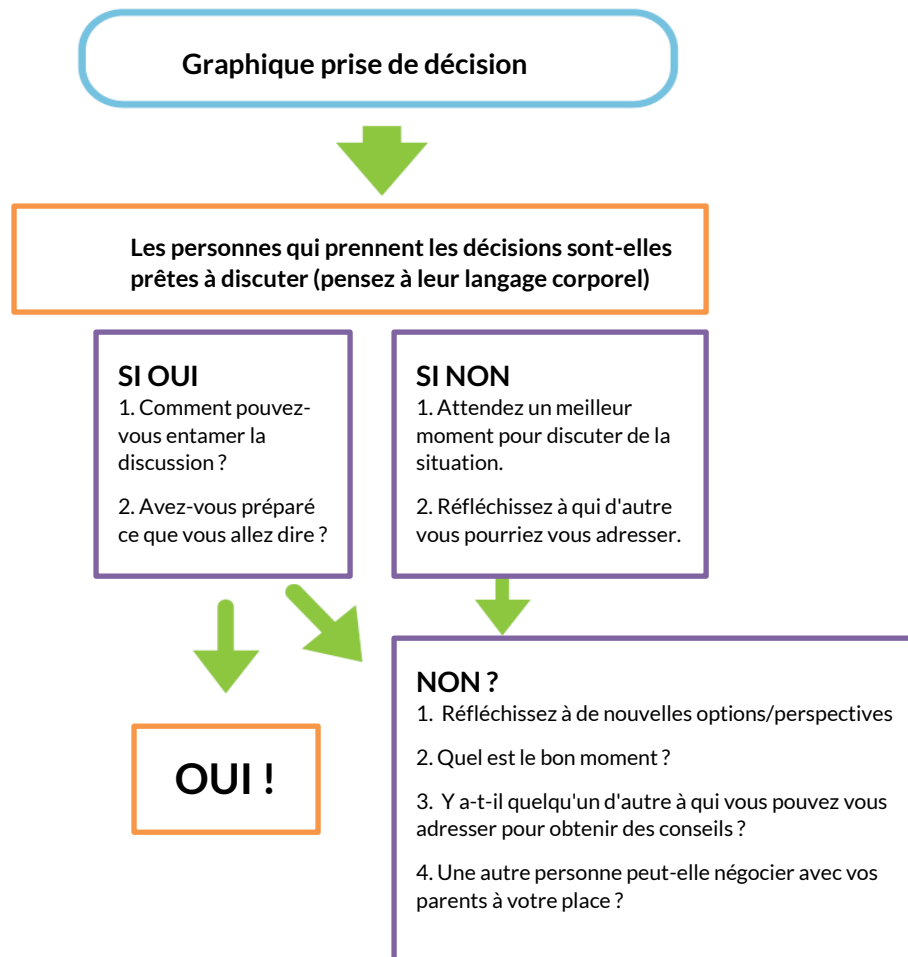 Graphique prise de décision
Les personnes qui prennent les décisions sont-elles
prêtes à discuter (pensez à leur langage corporel)
SI OUI
1. Comment pouvez-
vous entamer la
discussion ?
2. Avez-vous préparé
ce que vous allez dire ?
SI NON
1. Attendez un meilleur
moment pour discuter de la
situation.
2. Réfléchissez à qui d'autre
vous pourriez vous adresser.
OUI !
NON ?
1. Réfléchissez à de nouvelles options/perspectives
2. Quel est le bon moment ?
3. Y a-t-il quelqu'un d'autre à qui vous pouvez vous
adresser pour obtenir des conseils ?
4. Une autre personne peut-elle négocier avec vos
parents à votre place ?